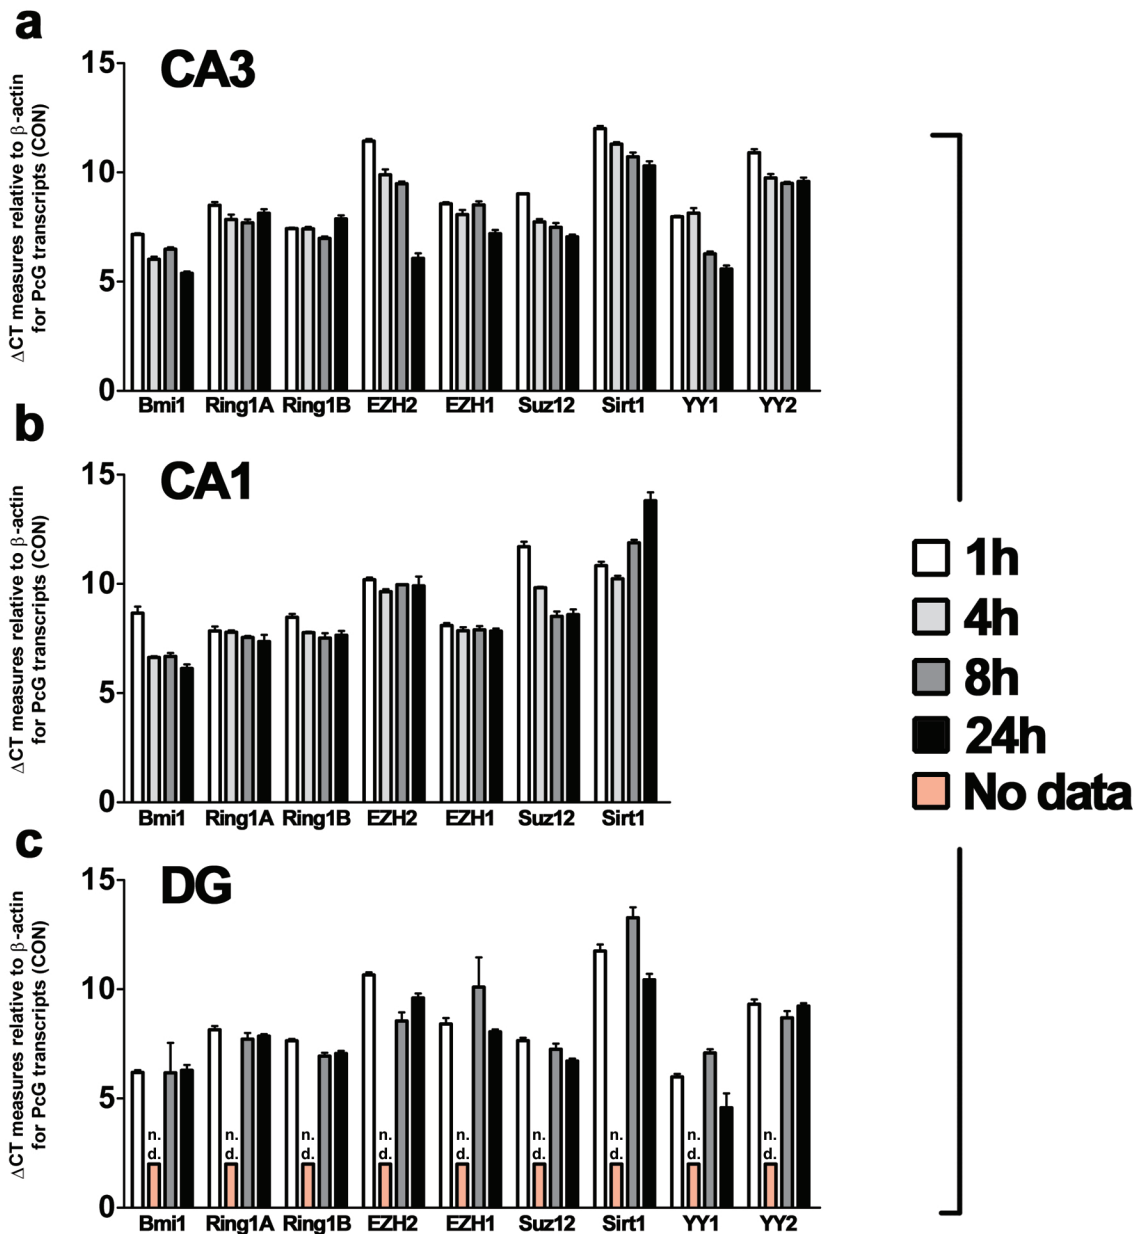 a
CA3
ΔCT measures relative to β-actin
for PcG transcripts (CON)
15
10
5
0
Bmi1 Ring1A Ring1B EZH2 EZH1 Suz12 Sirt1 YY1 YY2
b
CA1
ΔCT measures relative to β-actin
for PcG transcripts (CON)
15
10
5
0
Bmi1 Ring1A Ring1B EZH2 EZH1 Suz12 Sirt1
1h
4h
8h
24h
No data
c
DG
ΔCT measures relative to β-actin
for PcG transcripts (CON)
15
10
5
0
n. n. n. n. n. n. n. n. n.
d. d. d. d. d. d. d. d. d.
Bmi1 Ring1A Ring1B EZH2 EZH1 Suz12 Sirt1 YY1 YY2